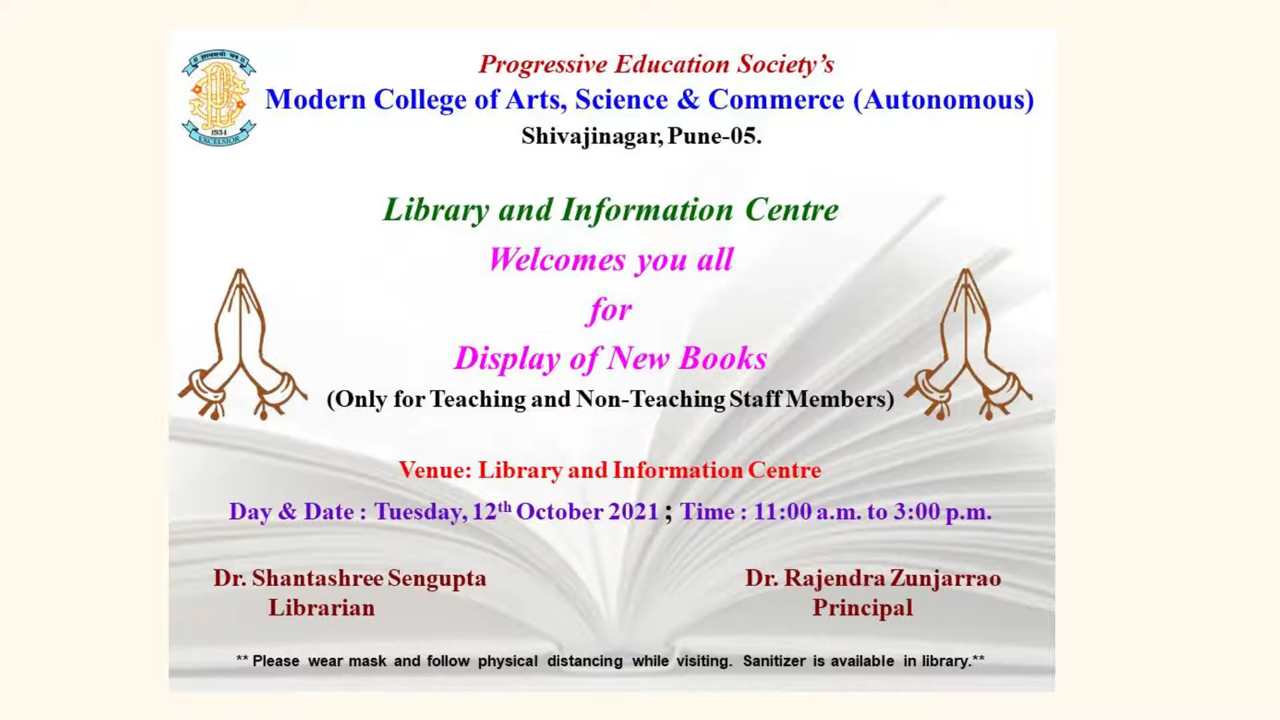 Progressive Education Society's
Modern College of Arts, Science & Commerce (Autonomous)
Shivajinagar, Pune-05.
1934
EXCELSIOR
Library and Information Centre
Welcomes you all
for
Display of New Books
(Only for Teaching and Non-Teaching Staff Members)
Venue: Library and Information Centre
Day & Date : Tuesday, 12th October 2021 ; Time : 11:00 a.m. to 3:00 p.m.
Dr. Shantashree Sengupta
Librarian
Dr. Rajendra Zunjarrao
Principal
** Please wear mask and follow physical distancing while visiting. Sanitizer is available in library.**